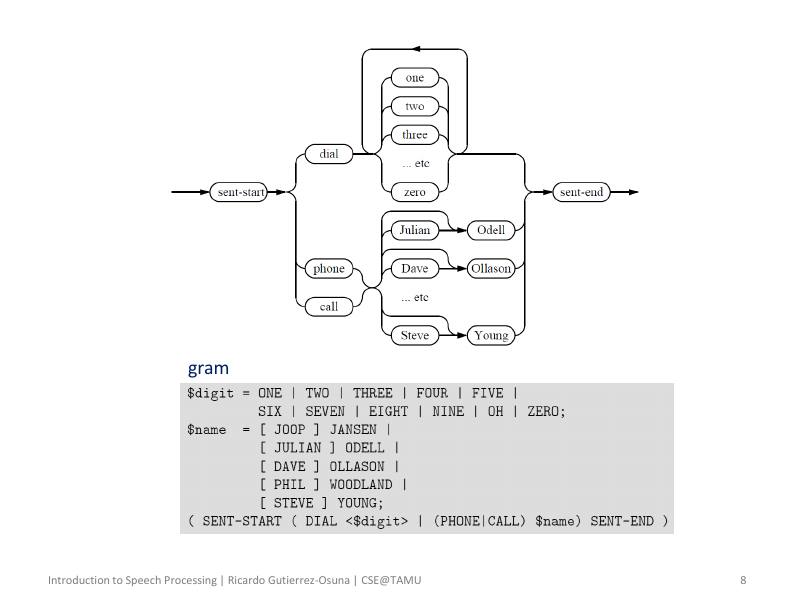 one
two
three
dial
... etc
sent-start
zero
sent-end
Julian
Odell
phone
Dave
Ollason
... etc
call
Steve
Young
gram
$digit = ONE | TWO | THREE | FOUR | FIVE |
SIX | SEVEN | EIGHT | NINE | OH | ZERO;
$name = [ JOOP ] JANSEN |
[ JULIAN ] ODELL |
[ DAVE ] OLLASON |
[ PHIL ] WOODLAND |
[ STEVE ] YOUNG;
( SENT-START ( DIAL <$digit> | (PHONE|CALL) $name) SENT-END )
Introduction to Speech Processing | Ricardo Gutierrez-Osuna | CSE@TAMU
8